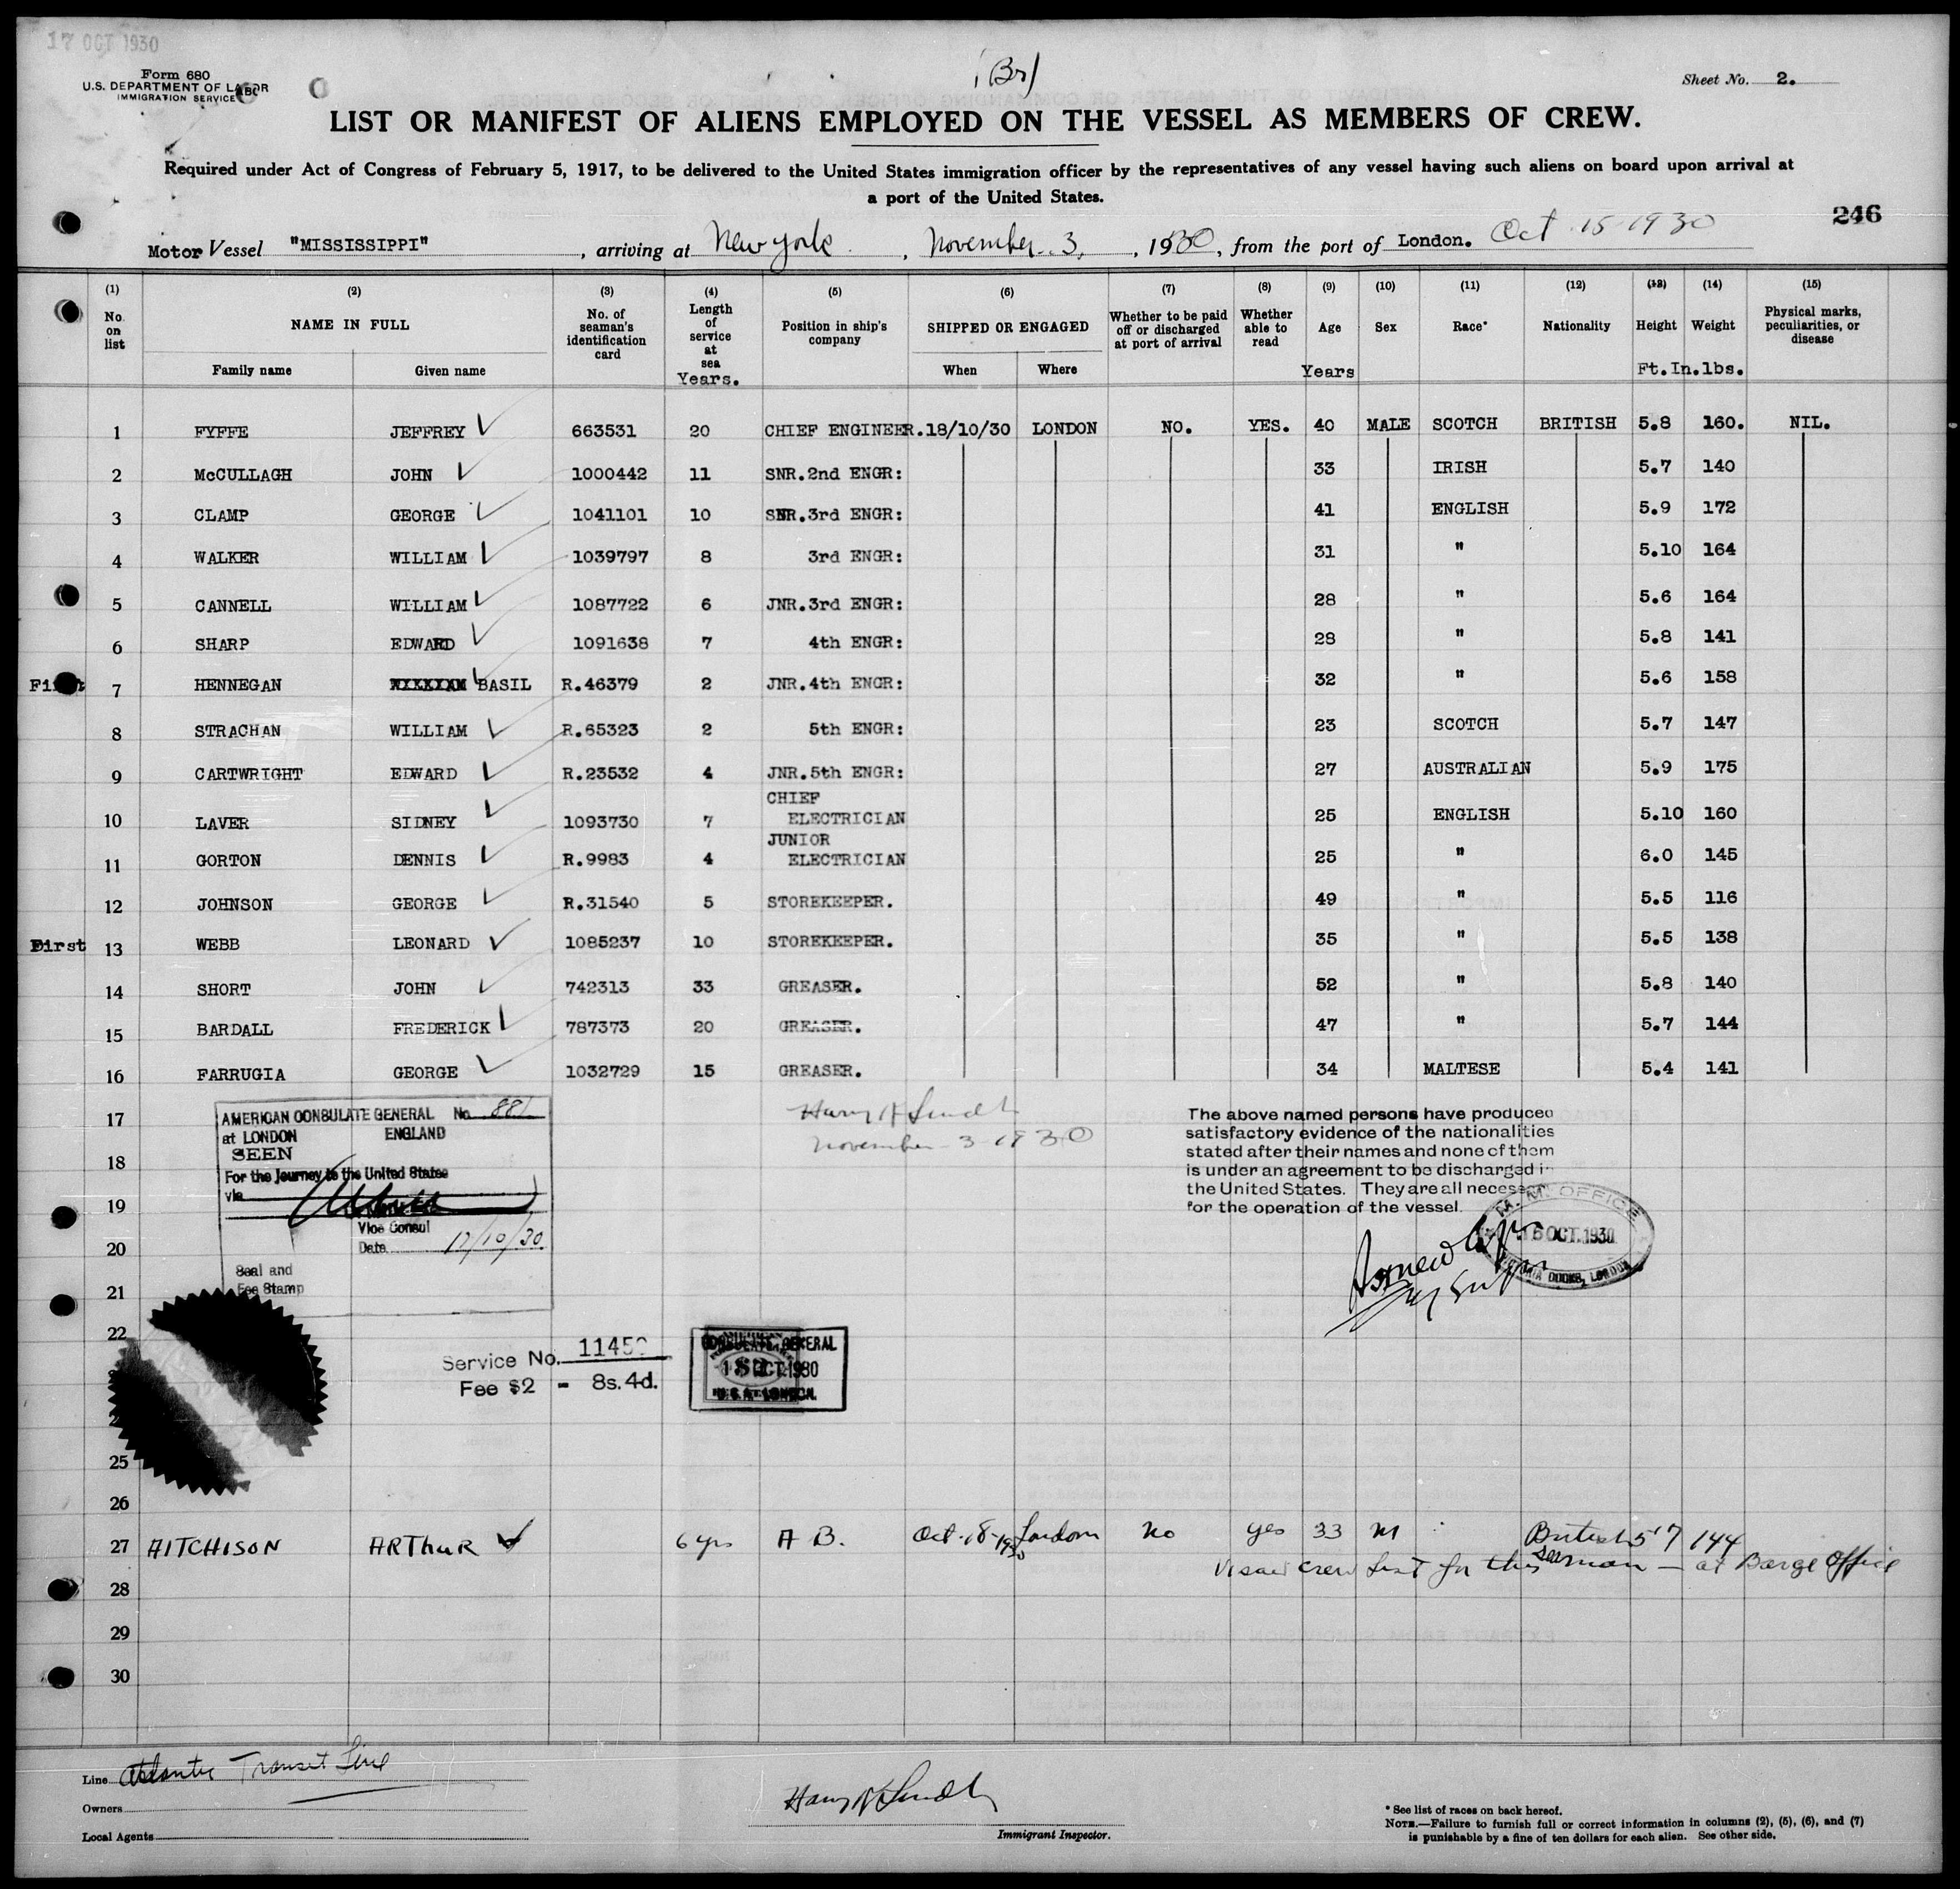 17 OCT 1930
Form 680
U.S. DEPARTMENT OF LABOR
IMMIGRATION SERVICE
(Br)
Sheet No. 2.
LIST OR MANIFEST OF ALIENS EMPLOYED ON THE VESSEL AS MEMBERS OF CREW.
Required under Act of Congress of February 5, 1917, to be delivered to the United States immigration officer by the representatives of any vessel having such aliens on board upon arrival at
a port of the United States.
246
Motor Vessel "MISSISSIPPI", arriving at New York, November 3, 1930, from the port of London. Oct 15 1930
(1) (2) (3) (4) (5) (6) (7) (8) (9) (10) (11) (12) (13) (14) (15)
No. on list NAME IN FULL Family name Given name No. of seaman's identification card Length of service at sea Years. Position in ship's company SHIPPED OR ENGAGED When Where Whether to be paid off or discharged at port of arrival Whether able to read Age Years Sex Race* Nationality Height Ft.In. Weight lbs. Physical marks, peculiarities, or disease
1 FYFFE JEFFREY 663531 20 CHIEF ENGINEER. 18/10/30 LONDON NO. YES. 40 MALE SCOTCH BRITISH 5.8 160. NIL.
2 McCULLAGH JOHN 1000442 11 SNR.2nd ENGR: 33 IRISH 5.7 140
3 CLAMP GEORGE 1041101 10 SNR.3rd ENGR: 41 ENGLISH 5.9 172
4 WALKER WILLIAM 1039797 8 3rd ENGR: 31 " 5.10 164
5 CANNELL WILLIAM 1087722 6 JNR.3rd ENGR: 28 " 5.6 164
6 SHARP EDWARD 1091638 7 4th ENGR: 28 " 5.8 141
First 7 HENNEGAN BASIL R.46379 2 JNR.4th ENGR: 32 " 5.6 158
8 STRACHAN WILLIAM R.65323 2 5th ENGR: 23 SCOTCH 5.7 147
9 CARTWRIGHT EDWARD R.23532 4 JNR.5th ENGR: 27 AUSTRALIAN 5.9 175
10 LAVER SIDNEY 1093730 7 CHIEF ELECTRICIAN 25 ENGLISH 5.10 160
11 GORTON DENNIS R.9983 4 JUNIOR ELECTRICIAN 25 " 6.0 145
12 JOHNSON GEORGE R.31540 5 STOREKEEPER. 49 " 5.5 116
First 13 WEBB LEONARD 1085237 10 STOREKEEPER. 35 " 5.5 138
14 SHORT JOHN 742313 33 GREASER. 52 " 5.8 140
15 BARDALL FREDERICK 787373 20 GREASER. 47 " 5.7 144
16 FARRUGIA GEORGE 1032729 15 GREASER. 34 MALTESE 5.4 141
17
18
19
20
21
22
25
26
AMERICAN CONSULATE GENERAL No. 881
at LONDON ENGLAND
SEEN
For the Journey to the United States
via
Vice Consul
Date 17/10/30
Seal and
Fee Stamp
Harry
November-3-1930
The above named persons have produced
satisfactory evidence of the nationalities
stated after their names and none of them
is under an agreement to be discharged in
the United States. They are all necessary
for the operation of the vessel.
M. M. OFFICE
15 OCT.1930
VICTORIA DOCKS, LONDON
Service No. 11450
Fee $2 - 8s.4d.
AMERICAN
CONSULATE GENERAL
OCT 1930
LONDON.
27 AITCHISON ARTHUR 6 yrs A B. Oct-18-1930 London No Yes 33 M British 5'7 144
Visaed crew list for this seaman — at Barge Office
28
29
30
Line Atlantic Transit Line
Owners
Local Agents
Harry
Immigrant Inspector.
* See list of races on back hereof.
NOTE.—Failure to furnish full or correct information in columns (2), (5), (6), and (7)
is punishable by a fine of ten dollars for each alien. See other side.